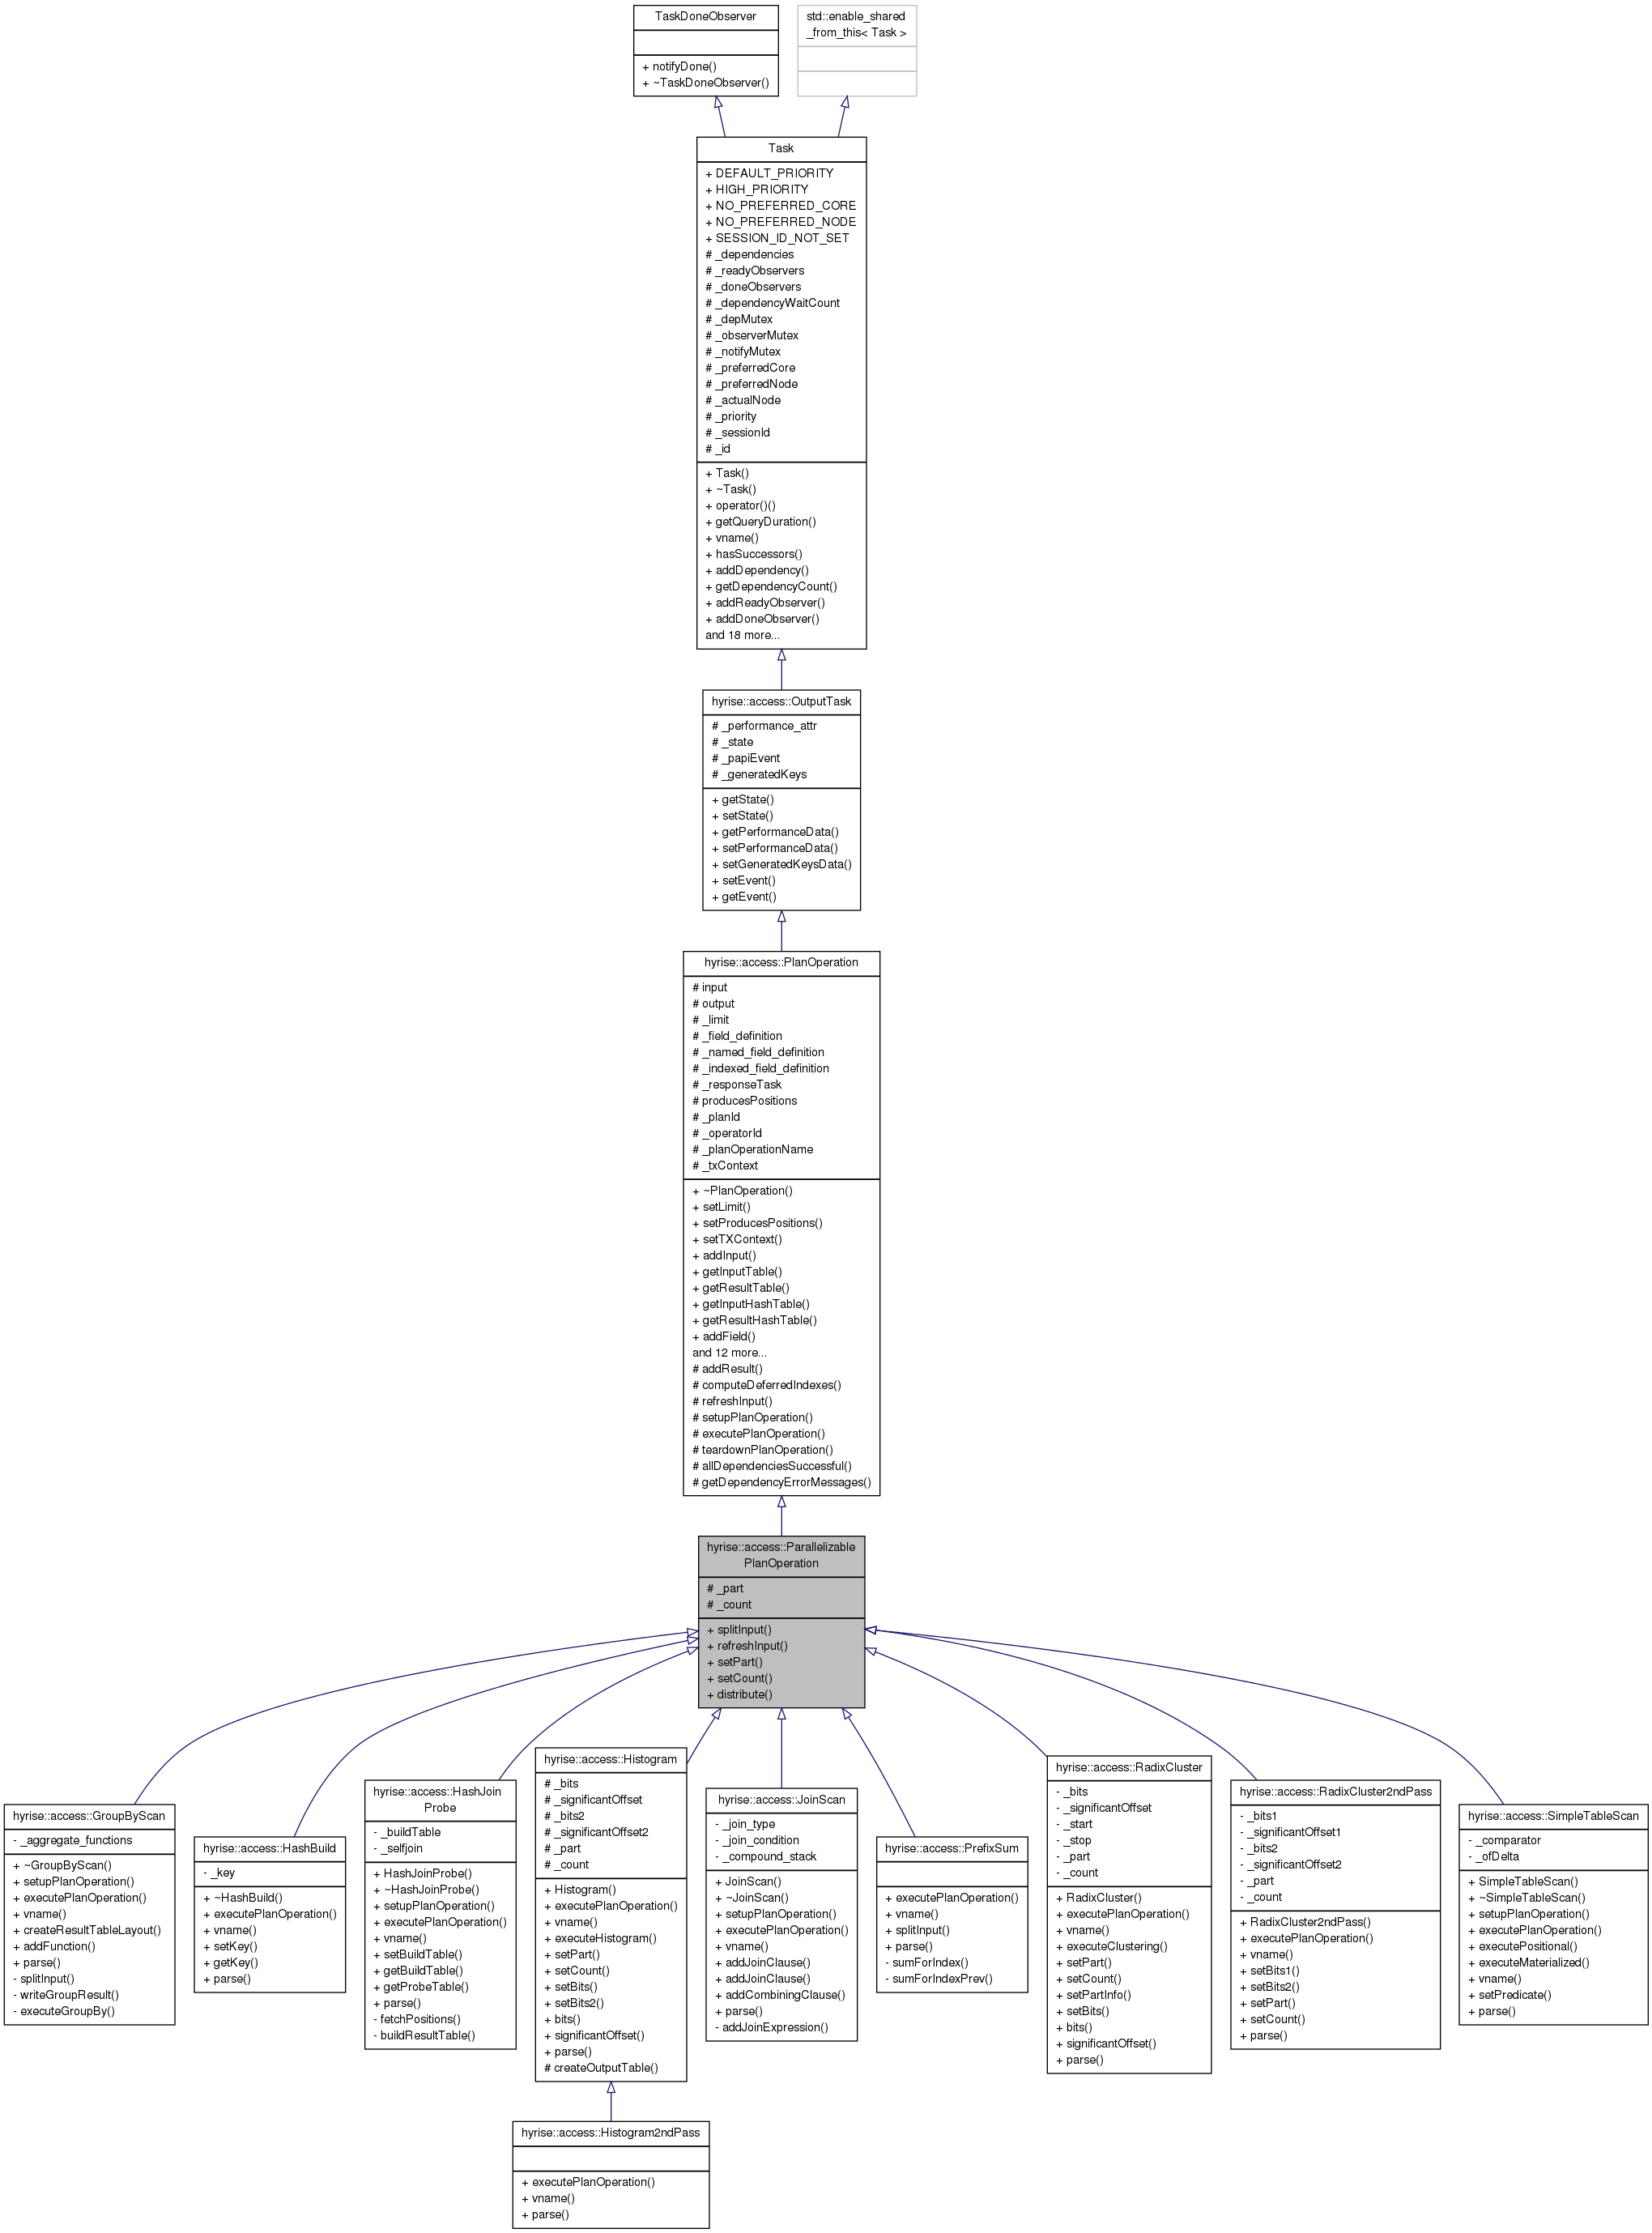 TaskDoneObserver
+ notifyDone()
+ ~TaskDoneObserver()
std::enable_shared
_from_this< Task >
Task
+ DEFAULT_PRIORITY
+ HIGH_PRIORITY
+ NO_PREFERRED_CORE
+ NO_PREFERRED_NODE
+ SESSION_ID_NOT_SET
# _dependencies
# _readyObservers
# _doneObservers
# _dependencyWaitCount
# _depMutex
# _observerMutex
# _notifyMutex
# _preferredCore
# _preferredNode
# _actualNode
# _priority
# _sessionId
# _id
+ Task()
+ ~Task()
+ operator()()
+ getQueryDuration()
+ vname()
+ hasSuccessors()
+ addDependency()
+ getDependencyCount()
+ addReadyObserver()
+ addDoneObserver()
and 18 more...
hyrise::access::OutputTask
# _performance_attr
# _state
# _papiEvent
# _generatedKeys
+ getState()
+ setState()
+ getPerformanceData()
+ setPerformanceData()
+ setGeneratedKeysData()
+ setEvent()
+ getEvent()
hyrise::access::PlanOperation
# input
# output
# _limit
# _field_definition
# _named_field_definition
# _indexed_field_definition
# _responseTask
# producesPositions
# _planId
# _operatorId
# _planOperationName
# _txContext
+ ~PlanOperation()
+ setLimit()
+ setProducesPositions()
+ setTXContext()
+ addInput()
+ getInputTable()
+ getResultTable()
+ getInputHashTable()
+ getResultHashTable()
+ addField()
and 12 more...
# addResult()
# computeDeferredIndexes()
# refreshInput()
# setupPlanOperation()
# executePlanOperation()
# teardownPlanOperation()
# allDependenciesSuccessful()
# getDependencyErrorMessages()
hyrise::access::Parallelizable
PlanOperation
# _part
# _count
+ splitInput()
+ refreshInput()
+ setPart()
+ setCount()
+ distribute()
hyrise::access::GroupByScan
- _aggregate_functions
+ ~GroupByScan()
+ setupPlanOperation()
+ executePlanOperation()
+ vname()
+ createResultTableLayout()
+ addFunction()
+ parse()
- splitInput()
- writeGroupResult()
- executeGroupBy()
hyrise::access::HashBuild
- _key
+ ~HashBuild()
+ executePlanOperation()
+ vname()
+ setKey()
+ getKey()
+ parse()
hyrise::access::HashJoin
Probe
- _buildTable
- _selfjoin
+ HashJoinProbe()
+ ~HashJoinProbe()
+ setupPlanOperation()
+ executePlanOperation()
+ vname()
+ setBuildTable()
+ getBuildTable()
+ getProbeTable()
+ parse()
- fetchPositions()
- buildResultTable()
hyrise::access::Histogram
# _bits
# _significantOffset
# _bits2
# _significantOffset2
# _part
# _count
+ Histogram()
+ executePlanOperation()
+ vname()
+ executeHistogram()
+ setPart()
+ setCount()
+ setBits()
+ setBits2()
+ bits()
+ significantOffset()
+ parse()
# createOutputTable()
hyrise::access::JoinScan
- _join_type
- _join_condition
- _compound_stack
+ JoinScan()
+ ~JoinScan()
+ setupPlanOperation()
+ executePlanOperation()
+ vname()
+ addJoinClause()
+ addJoinClause()
+ addCombiningClause()
+ parse()
- addJoinExpression()
hyrise::access::PrefixSum
+ executePlanOperation()
+ vname()
+ splitInput()
+ parse()
- sumForIndex()
- sumForIndexPrev()
hyrise::access::RadixCluster
- _bits
- _significantOffset
- _start
- _stop
- _part
- _count
+ RadixCluster()
+ executePlanOperation()
+ vname()
+ executeClustering()
+ setPart()
+ setCount()
+ setPartInfo()
+ setBits()
+ bits()
+ significantOffset()
+ parse()
hyrise::access::RadixCluster2ndPass
- _bits1
- _significantOffset1
- _bits2
- _significantOffset2
- _part
- _count
+ RadixCluster2ndPass()
+ executePlanOperation()
+ vname()
+ setBits1()
+ setBits2()
+ setPart()
+ setCount()
+ parse()
hyrise::access::SimpleTableScan
- _comparator
- _ofDelta
+ SimpleTableScan()
+ ~SimpleTableScan()
+ setupPlanOperation()
+ executePlanOperation()
+ executePositional()
+ executeMaterialized()
+ vname()
+ setPredicate()
+ parse()
hyrise::access::Histogram2ndPass
+ executePlanOperation()
+ vname()
+ parse()